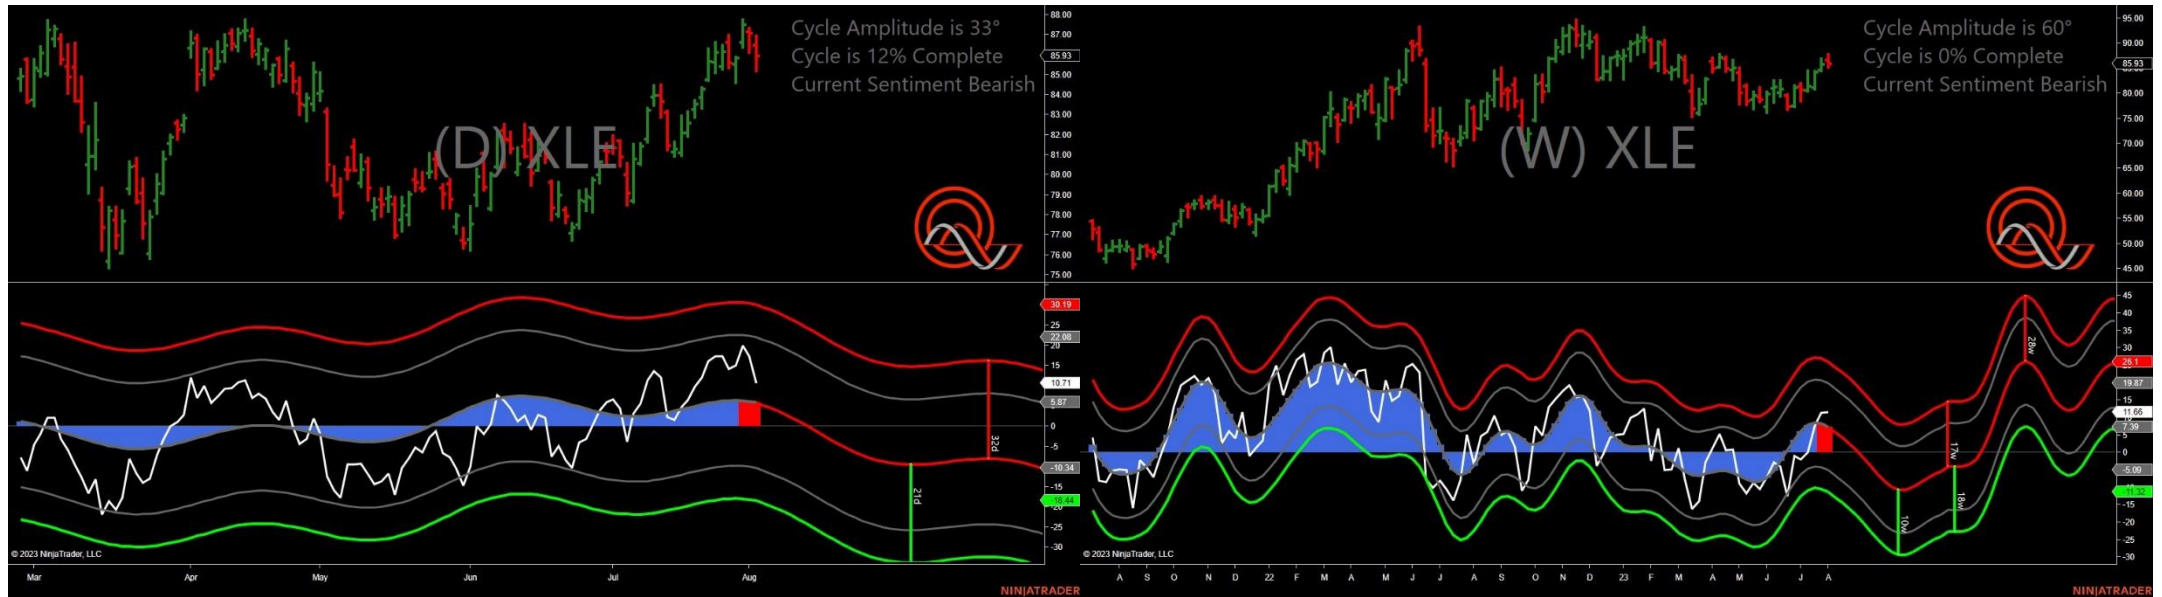 Cycle Amplitude is 33°
Cycle is 12% Complete
Current Sentiment Bearish
(D) XLE
88.00
87.00
85.93
85.00
84.00
83.00
82.00
81.00
80.00
79.00
78.00
77.00
76.00
75.00
30.19
25
22.08
20
15
10.71
5.87
0
-5
-10.34
-15
-18.44
-25
-30
32d
21d
© 2023 NinjaTrader, LLC
Mar Apr May Jun Jul Aug
NINJATRADER
Cycle Amplitude is 60°
Cycle is 0% Complete
Current Sentiment Bearish
(W) XLE
95.00
90.00
85.93
80.00
75.00
70.00
65.00
60.00
55.00
50.00
45.00
45
40
35
30
25.1
19.87
15
11.66
7.39
5
0
-5.09
-11.32
-15
-20
-25
-30
28w
17w
18w
10w
© 2023 NinjaTrader, LLC
A S O N D 22 F M A M J J A S O N D 23 F M A M J J A
NINJATRADER